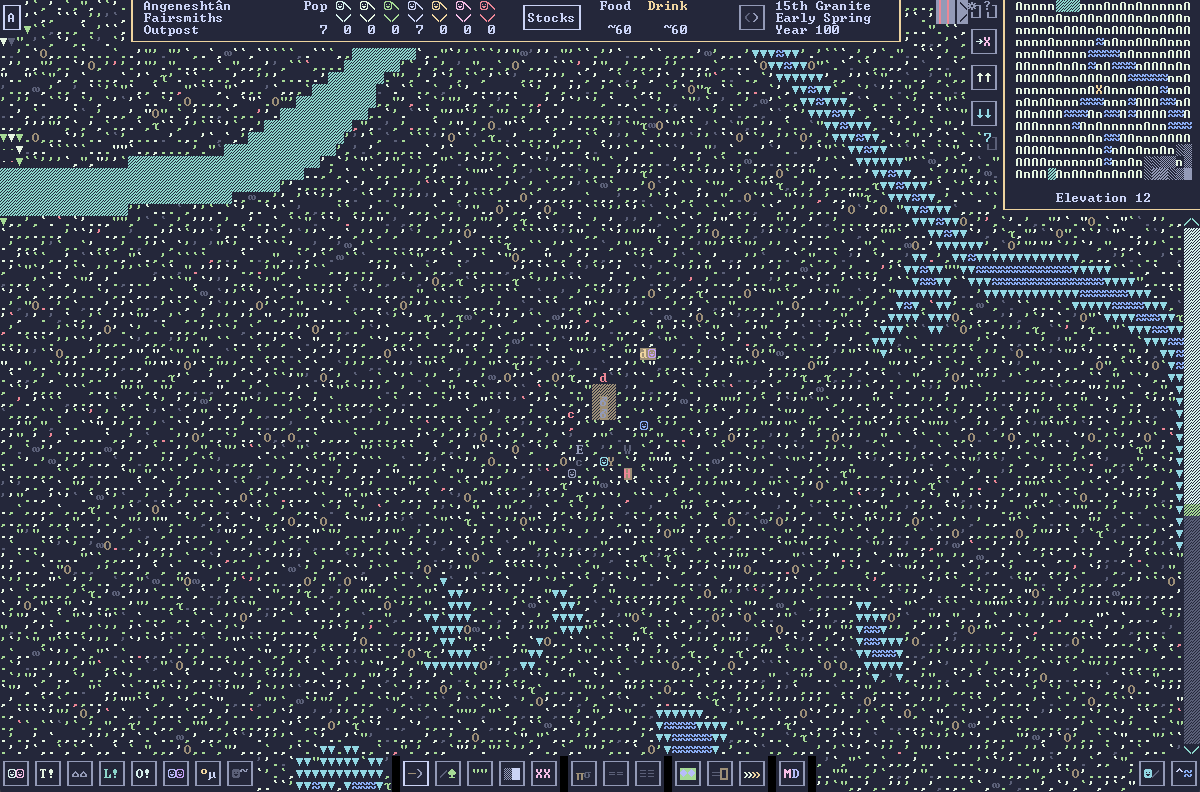 A
Angeneshtân
Fairsmiths
Outpost
Pop
7 0 0 0 7 0 0 0
Stocks
Food Drink
~60 ~60
15th Granite
Early Spring
Year 100
Elevation 12
T!
L!
O!
XX
MD